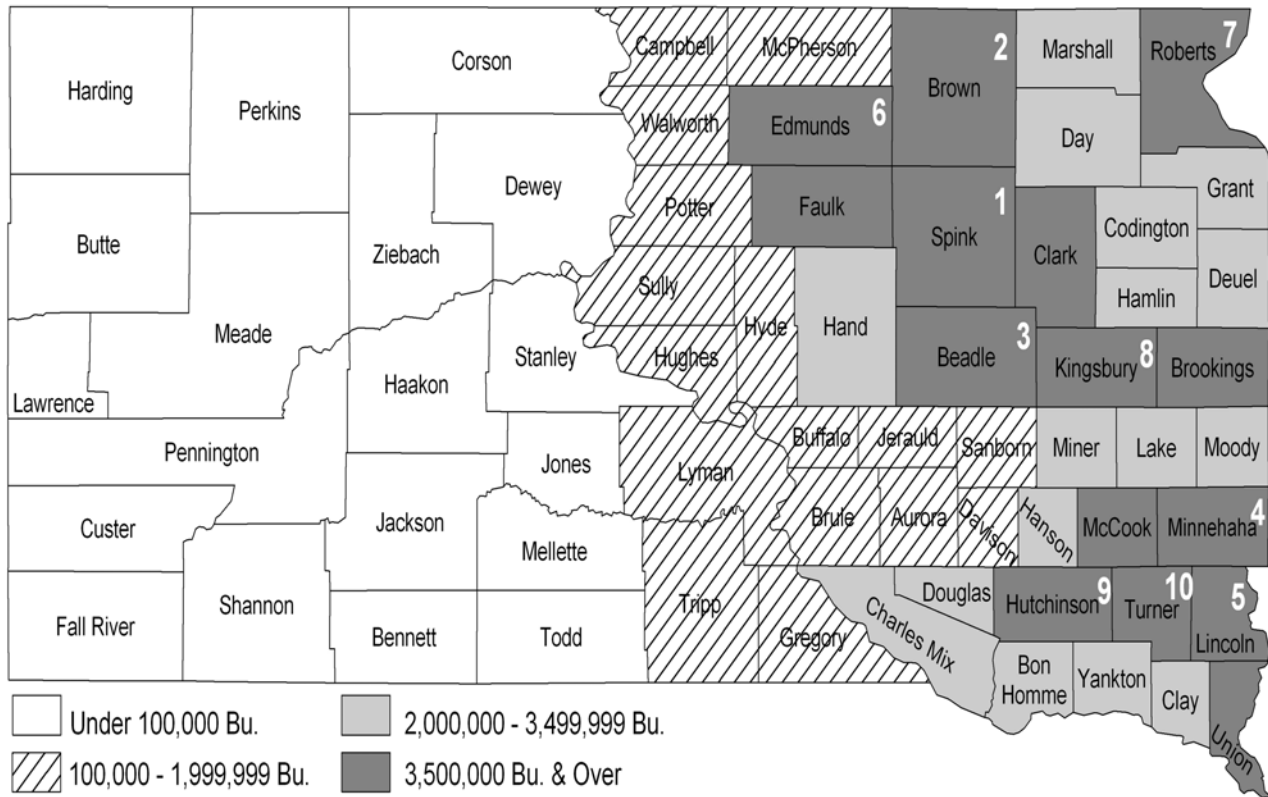 Harding
Perkins
Corson
Campbell
McPherson
2
Brown
Marshall
Roberts
7
Butte
Ziebach
Dewey
Walworth
Edmunds
6
Day
Grant
Potter
Faulk
Spink
1
Clark
Codington
Hamlin
Deuel
Meade
Lawrence
Haakon
Stanley
Sully
Hughes
Hyde
Hand
Beadle
3
Kingsbury
8
Brookings
Pennington
Jackson
Jones
Lyman
Buffalo
Jerauld
Sanborn
Miner
Lake
Moody
Custer
Mellette
Brule
Aurora
Davison
Hanson
McCook
Minnehaha
4
Fall River
Shannon
Bennett
Todd
Tripp
Gregory
Charles Mix
Douglas
Hutchinson
9
Turner
10
Lincoln
5
Bon
Homme
Yankton
Clay
Union
Under 100,000 Bu.
2,000,000 - 3,499,999 Bu.
100,000 - 1,999,999 Bu.
3,500,000 Bu. & Over